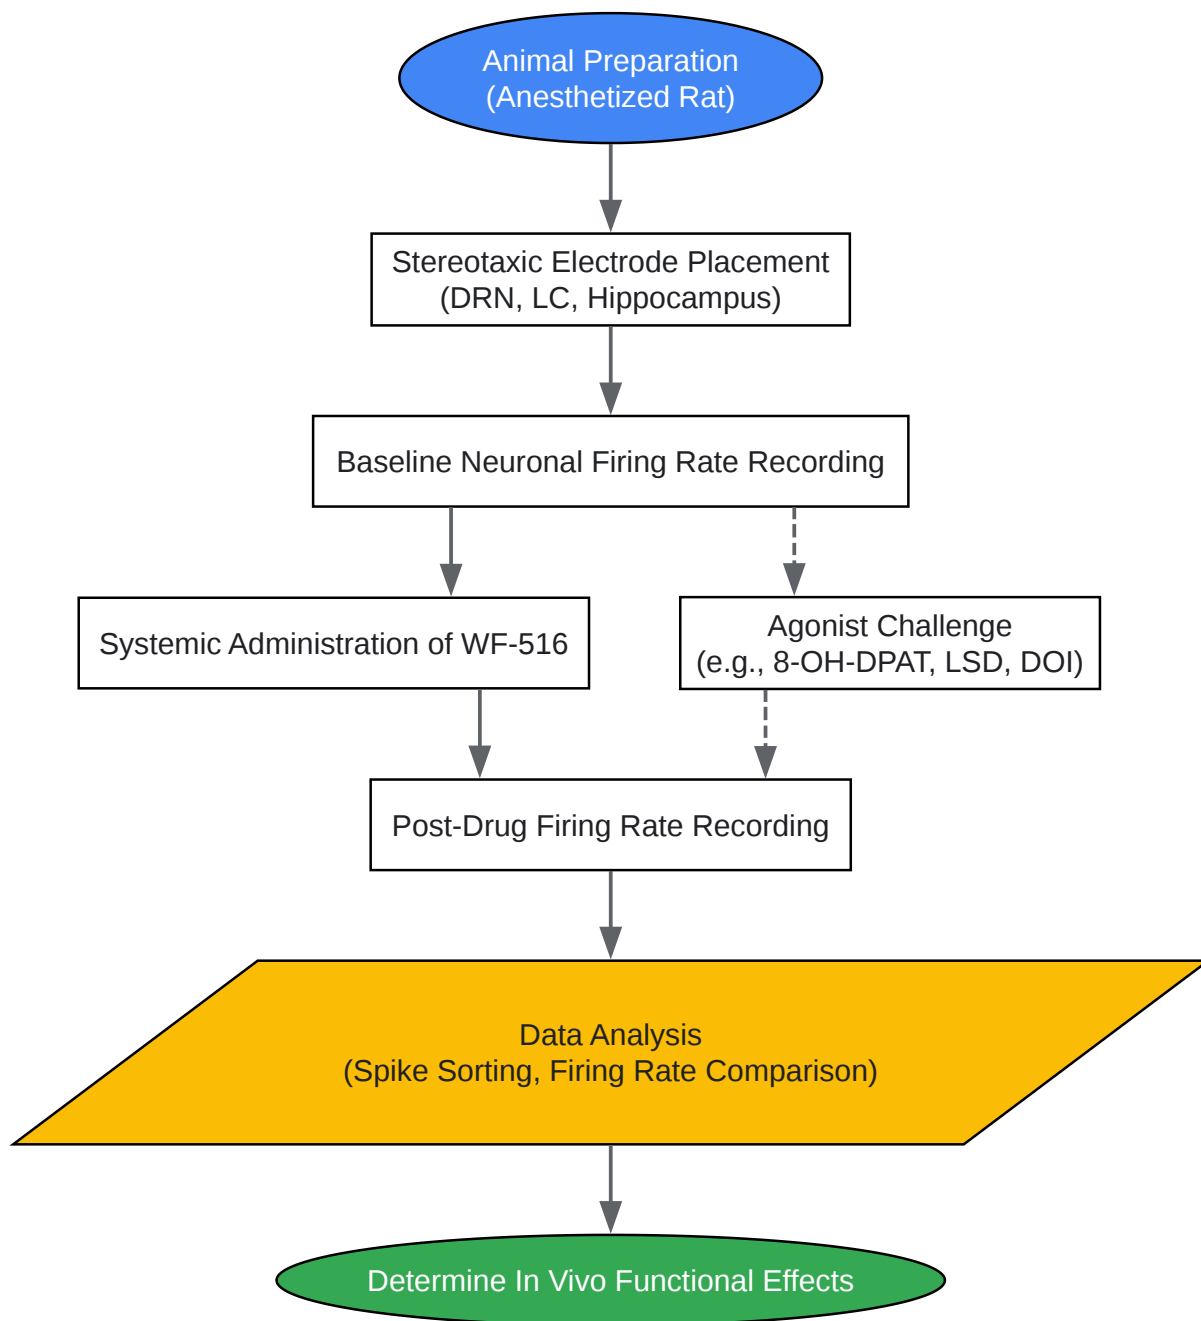 Animal Preparation
(Anesthetized Rat)
Stereotaxic Electrode Placement
(DRN, LC, Hippocampus)
Baseline Neuronal Firing Rate Recording
Systemic Administration of WF-516
Agonist Challenge
(e.g., 8-OH-DPAT, LSD, DOI)
Post-Drug Firing Rate Recording
Data Analysis
(Spike Sorting, Firing Rate Comparison)
Determine In Vivo Functional Effects